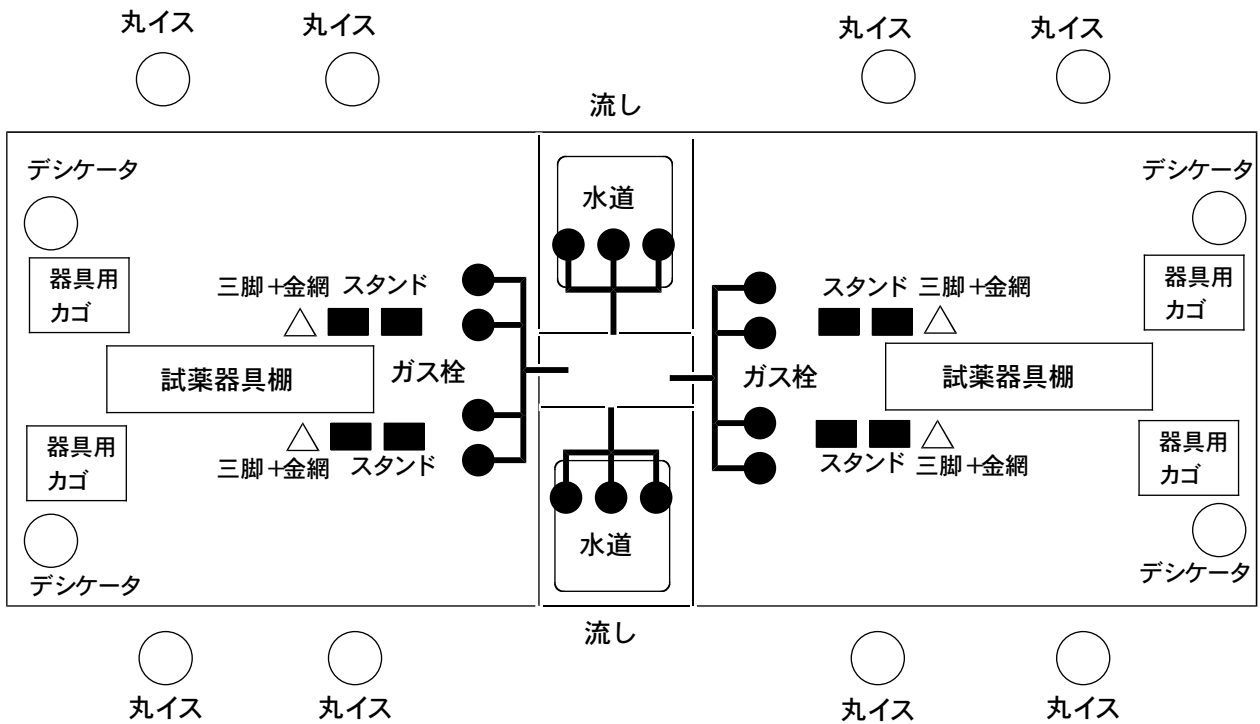 丸イス
丸イス
丸イス
丸イス
流し
デシケータ
水道
デシケータ
器具用
カゴ
三脚+金網
スタンド
スタンド
三脚+金網
器具用
カゴ
試薬器具棚
ガス栓
ガス栓
試薬器具棚
器具用
カゴ
三脚+金網
スタンド
スタンド
三脚+金網
器具用
カゴ
水道
デシケータ
デシケータ
流し
丸イス
丸イス
丸イス
丸イス